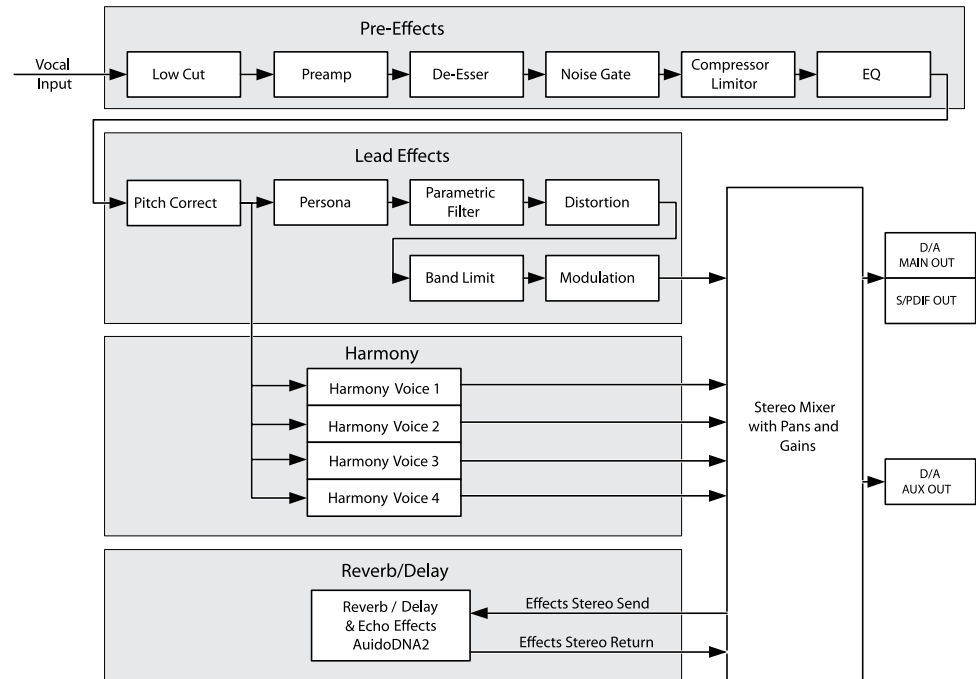 Pre-Effects
Vocal
Input
Low Cut
Preamp
De-Esser
Noise Gate
Compressor
Limitor
EQ
Lead Effects
Pitch Correct
Persona
Parametric
Filter
Distortion
Band Limit
Modulation
D/A
MAIN OUT
S/PDIF OUT
Harmony
Harmony Voice 1
Harmony Voice 2
Harmony Voice 3
Harmony Voice 4
Stereo Mixer
with Pans and
Gains
D/A
AUX OUT
Reverb/Delay
Reverb / Delay
& Echo Effects
AuidoDNA2
Effects Stereo Send
Effects Stereo Return